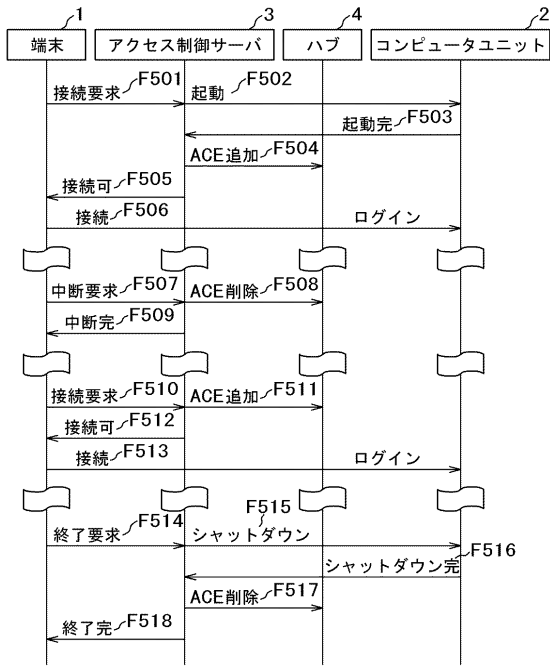 1 3 4 2
端末 アクセス制御サーバ ハブ コンピュータユニット
接続要求 F501 起動 F502
起動完 F503
ACE追加 F504
接続可 F505
接続 F506 ログイン
中断要求 F507 ACE削除 F508
中断完 F509
接続要求 F510 ACE追加 F511
接続可 F512
接続 F513 ログイン
終了要求 F514 シャットダウン F515
シャットダウン完 F516
ACE削除 F517
終了完 F518